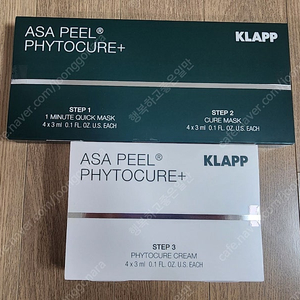 ASA PEEL® KLAPP
PHYTOCURE+
STEP 1 STEP 2
1 MINUTE QUICK MASK CURE MASK
4 x 3 ml 0.1 FL. OZ. U.S. EACH 4 x 3 ml 0.1 FL. OZ. U.S. EACH
ASA PEEL® KLAPP
PHYTOCURE+
STEP 3
PHYTOCURE CREAM
4 x 3 ml 0.1 FL. OZ. U.S. EACH